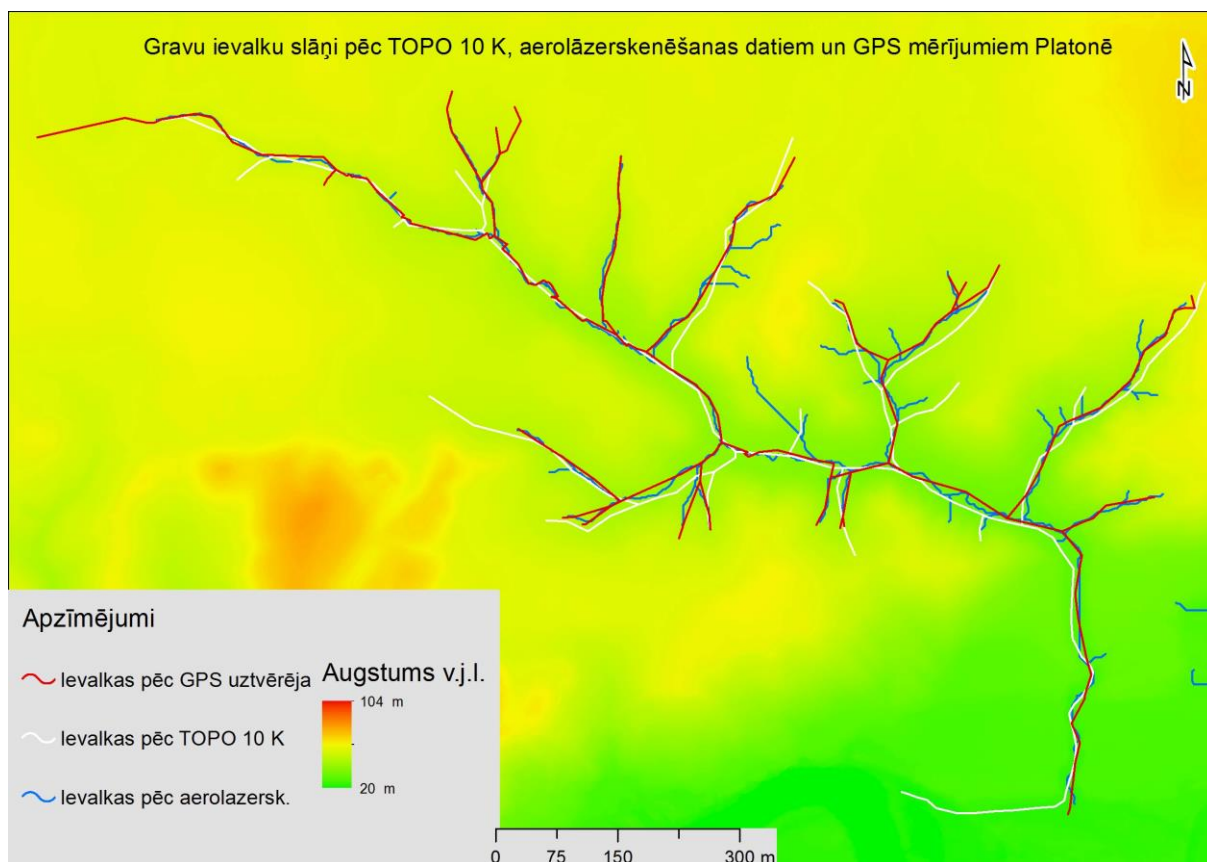 Gravu ievalku slāņi pēc TOPO 10 K, aerolāzerskenēšanas datiem un GPS mērījumiem Platonē
Z
Apzīmējumi
Ievalkas pēc GPS uztvērēja
Ievalkas pēc TOPO 10 K
Ievalkas pēc aerolazersk.
Augstums v.j.l.
104 m
20 m
0 75 150 300 m